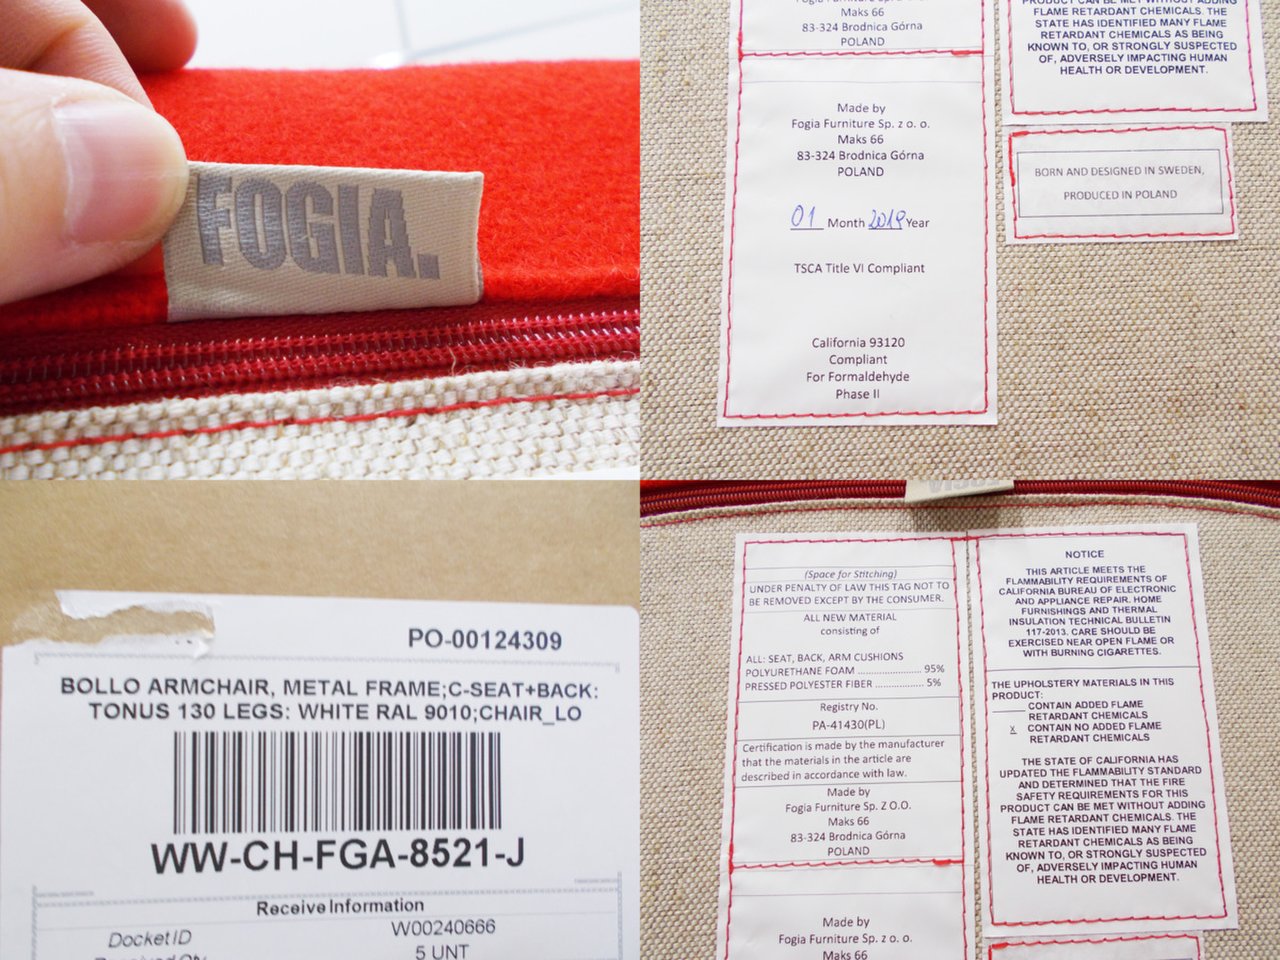 FOGIA.
Maks 66
83-324 Brodnica Górna
POLAND
Made by
Fogia Furniture Sp. z o. o.
Maks 66
83-324 Brodnica Górna
POLAND
01 Month 2019 Year
TSCA Title VI Compliant
California 93120
Compliant
For Formaldehyde
Phase II
PRODUCT CAN BE MET WITHOUT ADDING
FLAME RETARDANT CHEMICALS. THE
STATE HAS IDENTIFIED MANY FLAME
RETARDANT CHEMICALS AS BEING
KNOWN TO, OR STRONGLY SUSPECTED
OF, ADVERSELY IMPACTING HUMAN
HEALTH OR DEVELOPMENT.
BORN AND DESIGNED IN SWEDEN,
PRODUCED IN POLAND
PO-00124309
BOLLO ARMCHAIR, METAL FRAME;C-SEAT+BACK:
TONUS 130 LEGS: WHITE RAL 9010;CHAIR_LO
WW-CH-FGA-8521-J
Receive Information
Docket ID W00240666
5 UNT
FOGIA
(Space for Stitching)
UNDER PENALTY OF LAW THIS TAG NOT TO
BE REMOVED EXCEPT BY THE CONSUMER.
ALL NEW MATERIAL
consisting of
ALL: SEAT, BACK, ARM CUSHIONS
POLYURETHANE FOAM .................. 95%
PRESSED POLYESTER FIBER ................. 5%
Registry No.
PA-41430(PL)
Certification is made by the manufacturer
that the materials in the article are
described in accordance with law.
Made by
Fogia Furniture Sp. Z O.O.
Maks 66
83-324 Brodnica Górna
POLAND
Made by
Fogia Furniture Sp. z o. o.
Maks 66
NOTICE
THIS ARTICLE MEETS THE
FLAMMABILITY REQUIREMENTS OF
CALIFORNIA BUREAU OF ELECTRONIC
AND APPLIANCE REPAIR. HOME
FURNISHINGS AND THERMAL
INSULATION TECHNICAL BULLETIN
117-2013. CARE SHOULD BE
EXERCISED NEAR OPEN FLAME OR
WITH BURNING CIGARETTES.
THE UPHOLSTERY MATERIALS IN THIS
PRODUCT:
_____ CONTAIN ADDED FLAME
RETARDANT CHEMICALS
x CONTAIN NO ADDED FLAME
RETARDANT CHEMICALS
THE STATE OF CALIFORNIA HAS
UPDATED THE FLAMMABILITY STANDARD
AND DETERMINED THAT THE FIRE
SAFETY REQUIREMENTS FOR THIS
PRODUCT CAN BE MET WITHOUT ADDING
FLAME RETARDANT CHEMICALS. THE
STATE HAS IDENTIFIED MANY FLAME
RETARDANT CHEMICALS AS BEING
KNOWN TO, OR STRONGLY SUSPECTED
OF, ADVERSELY IMPACTING HUMAN
HEALTH OR DEVELOPMENT.